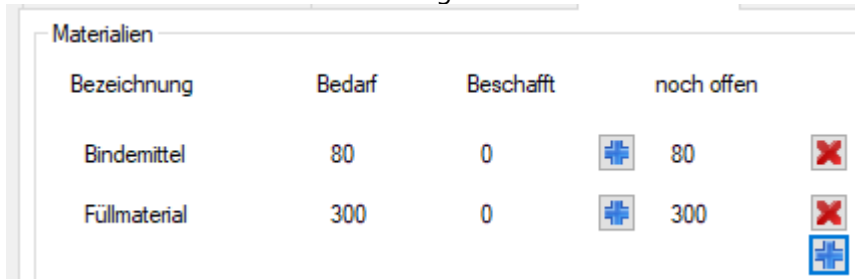 Materialien
Bezeichnung Bedarf Beschafft noch offen
Bindemittel 80 0 80
Füllmaterial 300 0 300